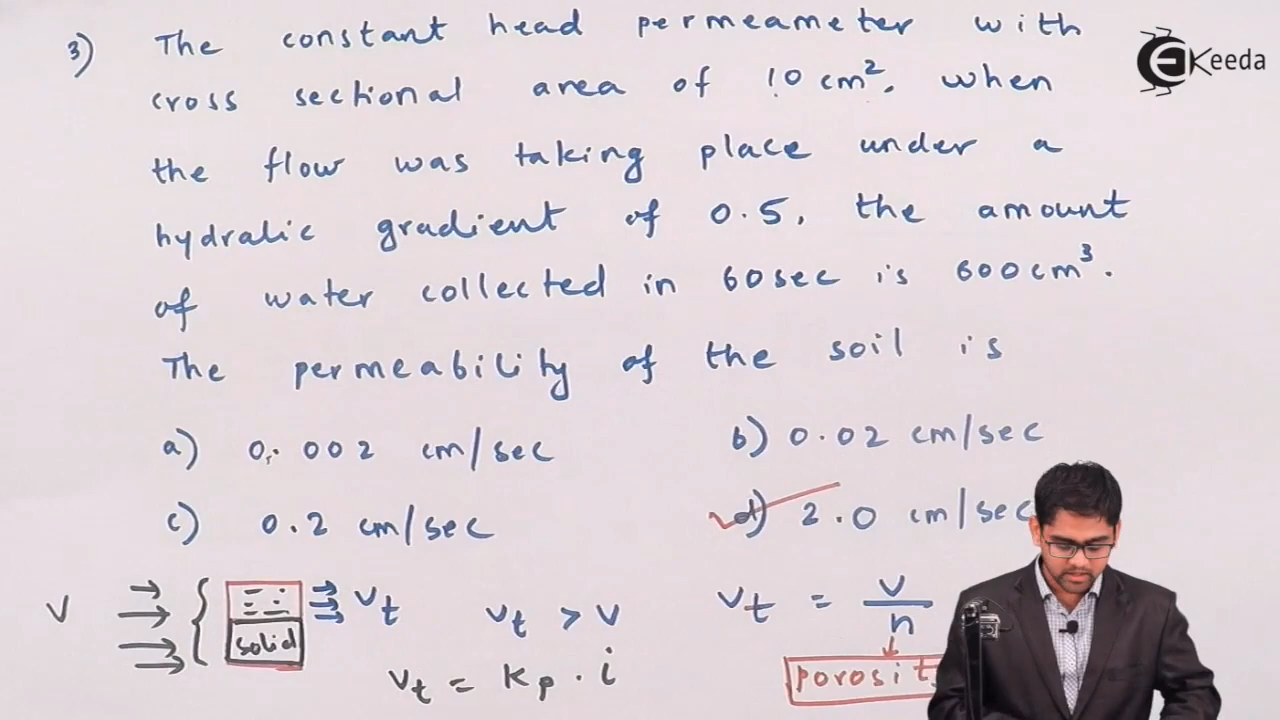 EKeeda
3) The constant head permeameter with
cross sectional area of 10 cm². When
the flow was taking place under a
hydralic gradient of 0.5, the amount
of water collected in 60sec is 600cm³.
The permeability of the soil is
a) 0.002 cm/sec b) 0.02 cm/sec
c) 0.2 cm/sec d) 2.0 cm/sec
V solid Vt Vt > V Vt = V/n
Vt = Kp . i